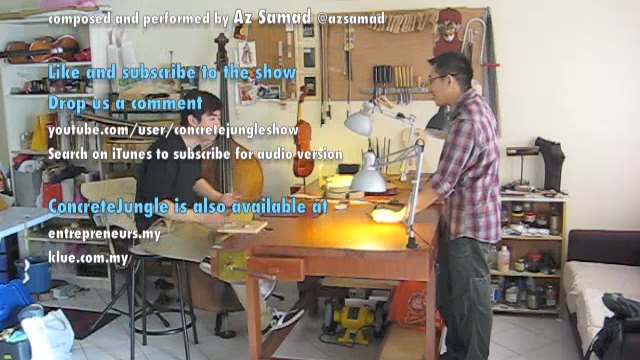 composed and performed by Az Samad @azsamad
Like and subscribe to the show
Drop us a comment
youtube.com/user/concretejungleshow
Search on iTunes to subscribe for audio version
ConcreteJungle is also available at
entrepreneurs.my
klue.com.my